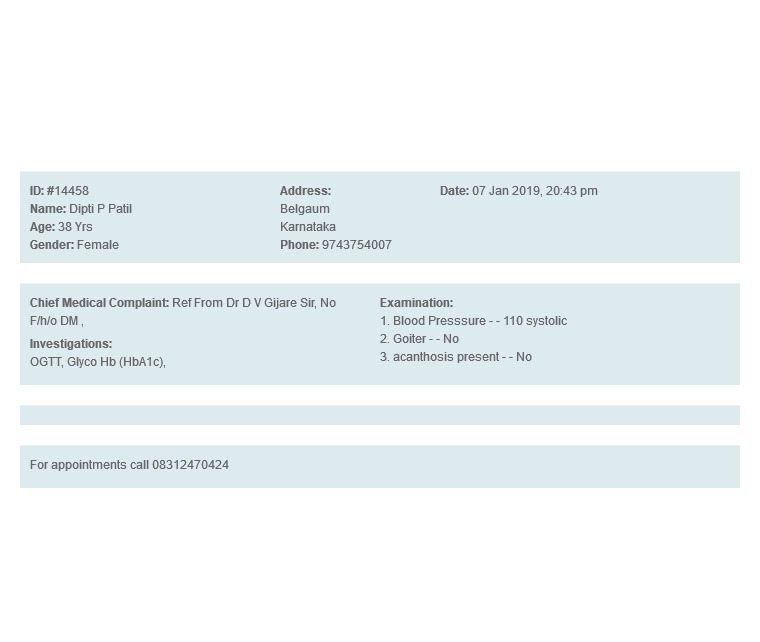 ID: #14458
Name: Dipti P Patil
Age: 38 Yrs
Gender: Female
Address:
Belgaum
Karnataka
Phone: 9743754007
Date: 07 Jan 2019, 20:43 pm
Chief Medical Complaint: Ref From Dr D V Gijare Sir, No
F/h/o DM ,
Investigations:
OGTT, Glyco Hb (HbA1c),
Examination:
1. Blood Presssure - - 110 systolic
2. Goiter - - No
3. acanthosis present - - No
For appointments call 08312470424